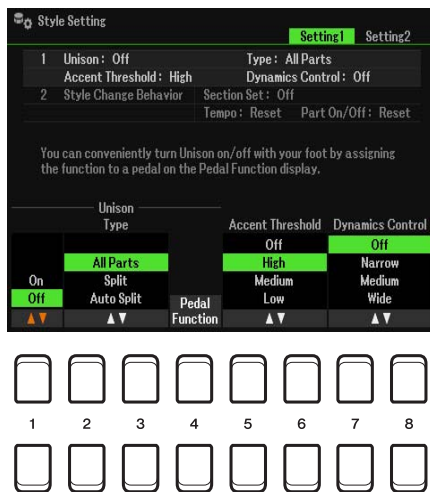 Style Setting
Setting1 Setting2
1 Unison: Off Type: All Parts
Accent Threshold: High Dynamics Control: Off
2 Style Change Behavior Section Set: Off
Tempo: Reset Part On/Off: Reset
You can conveniently turn Unison on/off with your foot by assigning
the function to a pedal on the Pedal Function display.
Unison
Type Accent Threshold Dynamics Control
Off Off
All Parts High Narrow
On Split Medium Medium
Off Auto Split Pedal Low Wide
Function
1 2 3 4 5 6 7 8